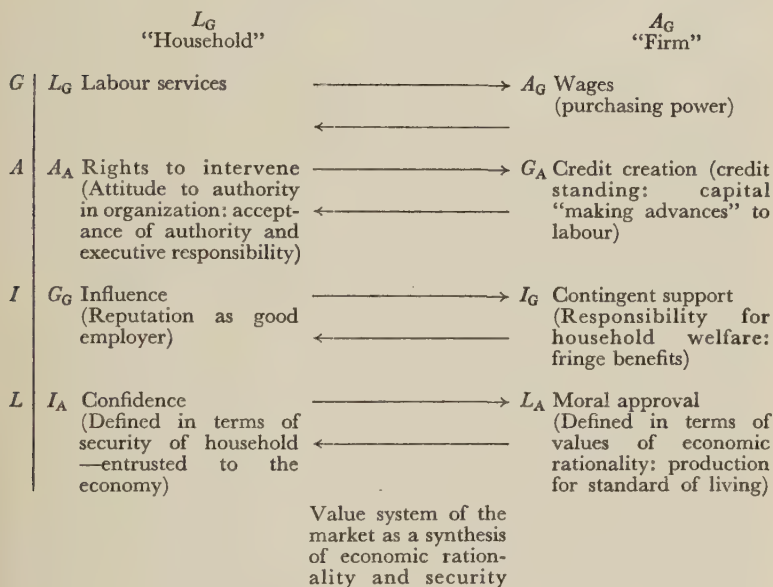 L_G
"Household"
A_G
"Firm"
G L_G Labour services
A_G Wages
(purchasing power)
A A_A Rights to intervene
(Attitude to authority
in organization: accept-
ance of authority and
executive responsibility)
G_A Credit creation (credit
standing: capital
"making advances" to
labour)
I G_G Influence
(Reputation as good
employer)
I_G Contingent support
(Responsibility for
household welfare:
fringe benefits)
L I_A Confidence
(Defined in terms of
security of household
—entrusted to the
economy)
L_A Moral approval
(Defined in terms of
values of economic
rationality: production
for standard of living)
Value system of the
market as a synthesis
of economic ration-
ality and security